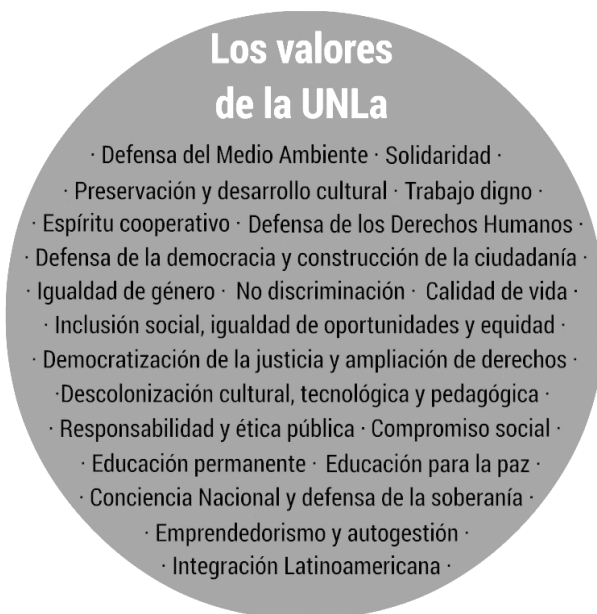 Los valores
de la UNLa
· Defensa del Medio Ambiente · Solidaridad ·
· Preservación y desarrollo cultural · Trabajo digno ·
· Espíritu cooperativo · Defensa de los Derechos Humanos ·
· Defensa de la democracia y construcción de la ciudadanía ·
· Igualdad de género · No discriminación · Calidad de vida ·
· Inclusión social, igualdad de oportunidades y equidad ·
· Democratización de la justicia y ampliación de derechos ·
·Descolonización cultural, tecnológica y pedagógica ·
· Responsabilidad y ética pública · Compromiso social ·
· Educación permanente · Educación para la paz ·
· Conciencia Nacional y defensa de la soberanía ·
· Emprendedorismo y autogestión ·
· Integración Latinoamericana ·